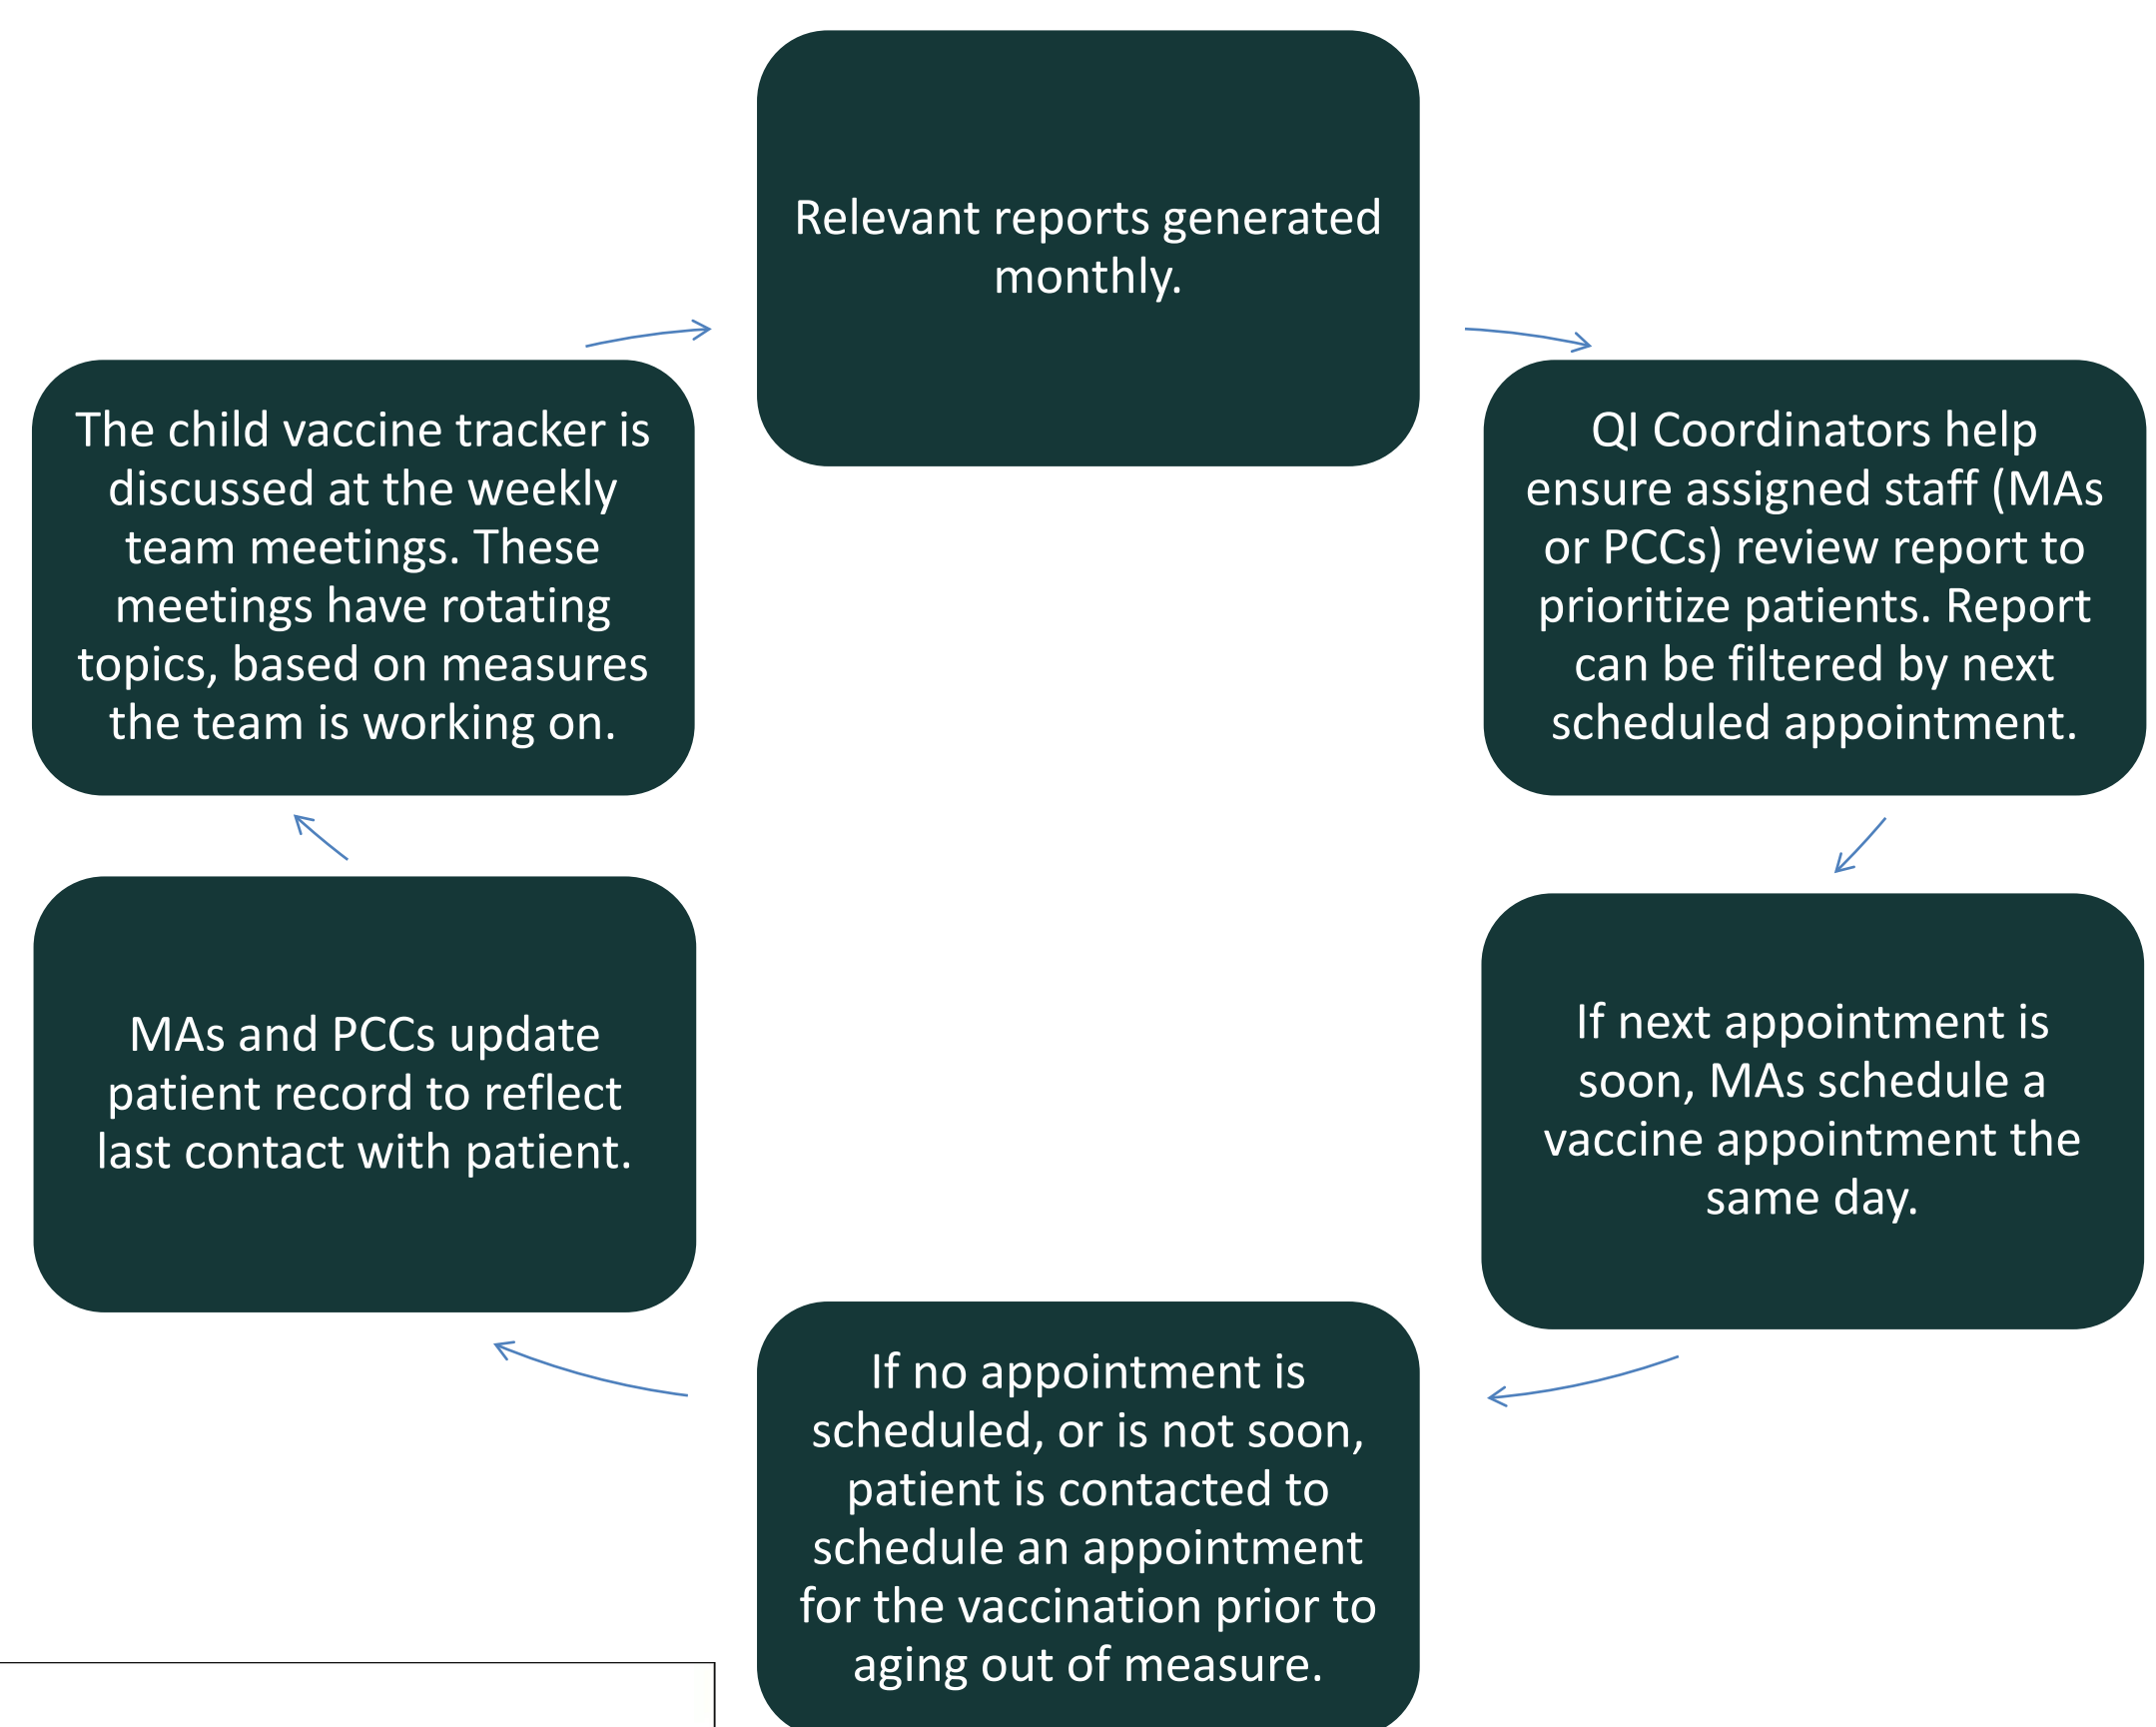 Relevant reports generated
monthly.
QI Coordinators help
ensure assigned staff (MAs
or PCCs) review report to
prioritize patients. Report
can be filtered by next
scheduled appointment.
If next appointment is
soon, MAs schedule a
vaccine appointment the
same day.
If no appointment is
scheduled, or is not soon,
patient is contacted to
schedule an appointment
for the vaccination prior to
aging out of measure.
MAs and PCCs update
patient record to reflect
last contact with patient.
The child vaccine tracker is
discussed at the weekly
team meetings. These
meetings have rotating
topics, based on measures
the team is working on.